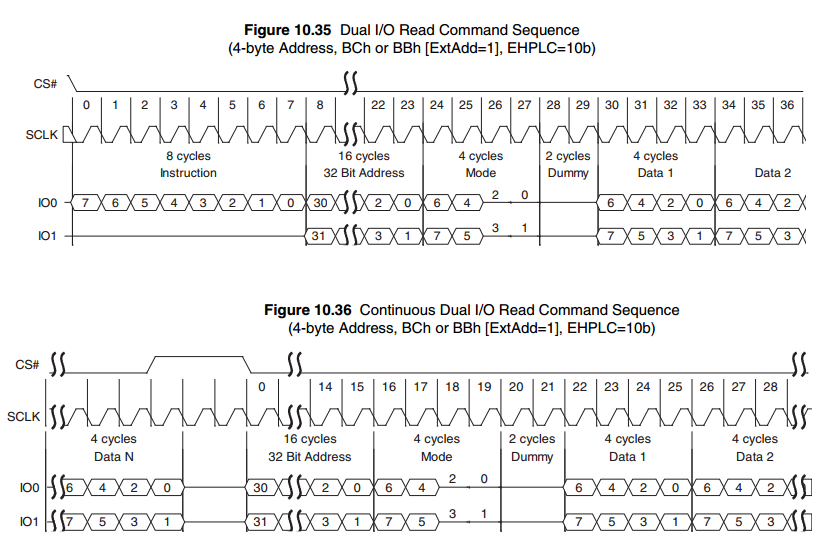 Figure 10.35 Dual I/O Read Command Sequence
(4-byte Address, BCh or BBh [ExtAdd=1], EHPLC=10b)
CS#
0 1 2 3 4 5 6 7 8 22 23 24 25 26 27 28 29 30 31 32 33 34 35 36
SCLK
8 cycles 16 cycles 4 cycles 2 cycles 4 cycles
Instruction 32 Bit Address Mode Dummy Data 1 Data 2
IO0 7 6 5 4 3 2 1 0 30 2 0 6 4 2 0 6 4 2 0 6 4 2
IO1 31 3 1 7 5 3 1 7 5 3 1 7 5 3
Figure 10.36 Continuous Dual I/O Read Command Sequence
(4-byte Address, BCh or BBh [ExtAdd=1], EHPLC=10b)
CS#
0 14 15 16 17 18 19 20 21 22 23 24 25 26 27 28
SCLK
4 cycles 16 cycles 4 cycles 2 cycles 4 cycles 4 cycles
Data N 32 Bit Address Mode Dummy Data 1 Data 2
IO0 6 4 2 0 30 2 0 6 4 2 0 6 4 2 0 6 4 2
IO1 7 5 3 1 31 3 1 7 5 3 1 7 5 3 1 7 5 3